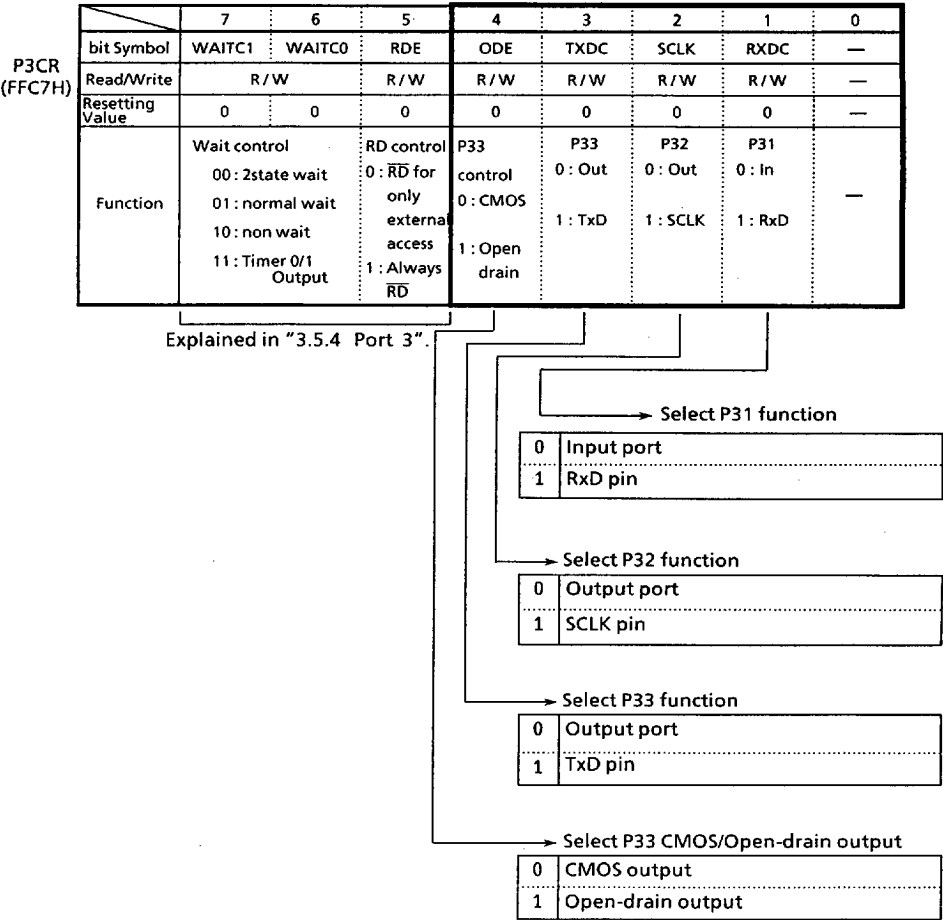 7 6 5 4 3 2 1 0
P3CR
(FFC7H)
bit Symbol WAITC1 WAITC0 RDE ODE TXDC SCLK RXDC —
Read/Write R / W R / W R / W R / W R / W R / W —
Resetting
Value 0 0 0 0 0 0 0 —
Function
Wait control
00 : 2state wait
01 : normal wait
10 : non wait
11 : Timer 0/1
Output
RD control
0 : R̅D̅ for
only
external
access
1 : Always
R̅D̅
P33
control
0 : CMOS
1 : Open
drain
P33
0 : Out
1 : TxD
P32
0 : Out
1 : SCLK
P31
0 : In
1 : RxD
—
Explained in "3.5.4 Port 3".
Select P31 function
0 Input port
1 RxD pin
Select P32 function
0 Output port
1 SCLK pin
Select P33 function
0 Output port
1 TxD pin
Select P33 CMOS/Open-drain output
0 CMOS output
1 Open-drain output